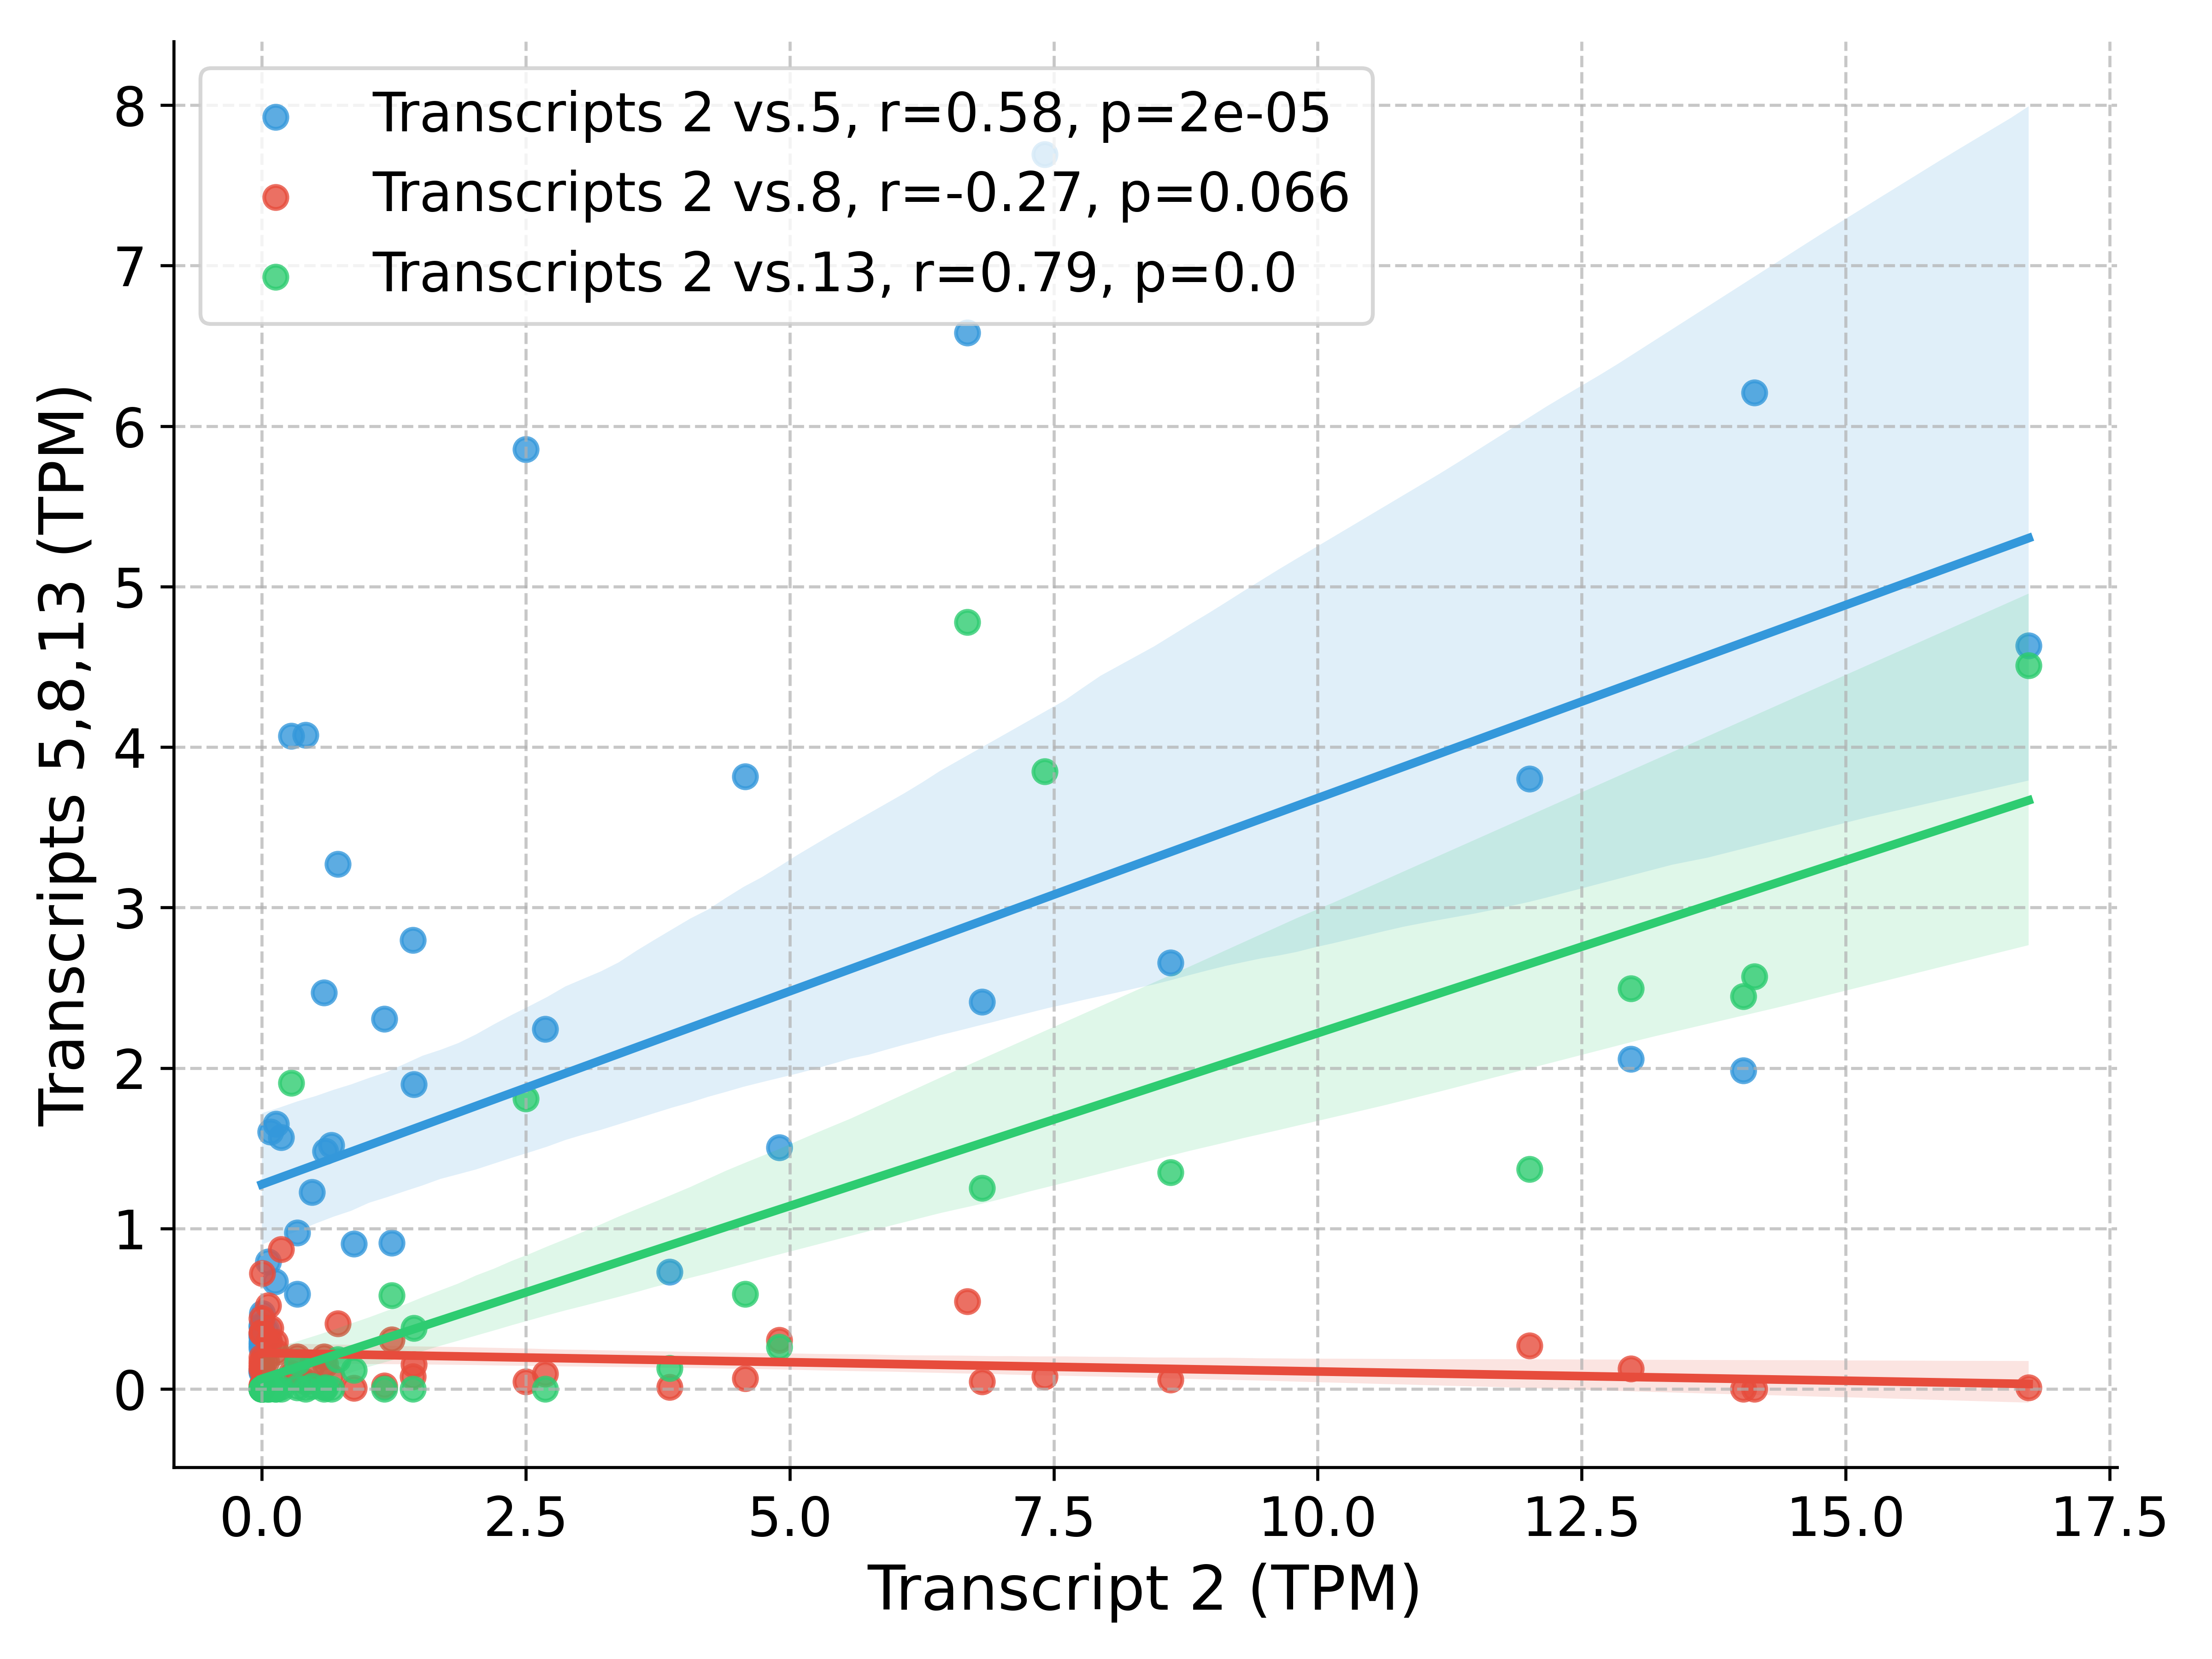 Transcripts 2 vs.5, r=0.58, p=2e-05
Transcripts 2 vs.8, r=-0.27, p=0.066
Transcripts 2 vs.13, r=0.79, p=0.0
Transcripts 5,8,13 (TPM)
8
7
6
5
4
3
2
1
0
0.0 2.5 5.0 7.5 10.0 12.5 15.0 17.5
Transcript 2 (TPM)